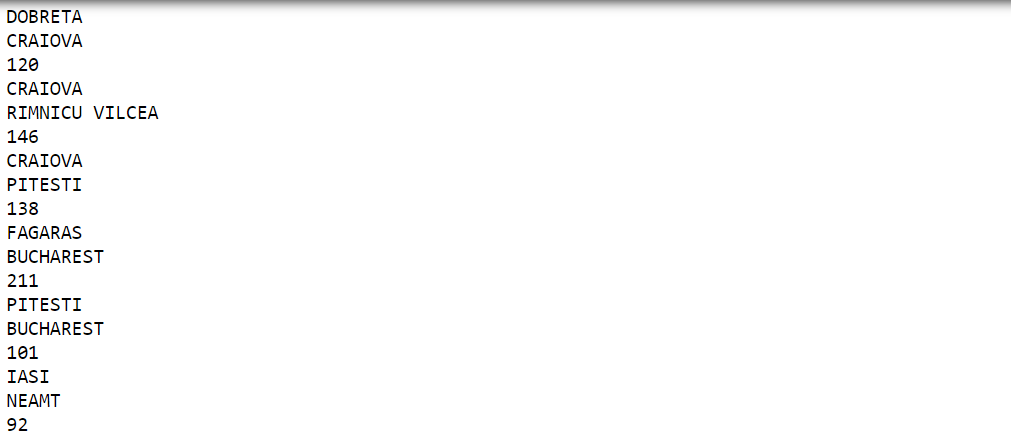 DOBRETA
CRAIOVA
120
CRAIOVA
RIMNICU VILCEA
146
CRAIOVA
PITESTI
138
FAGARAS
BUCHAREST
211
PITESTI
BUCHAREST
101
IASI
NEAMT
92